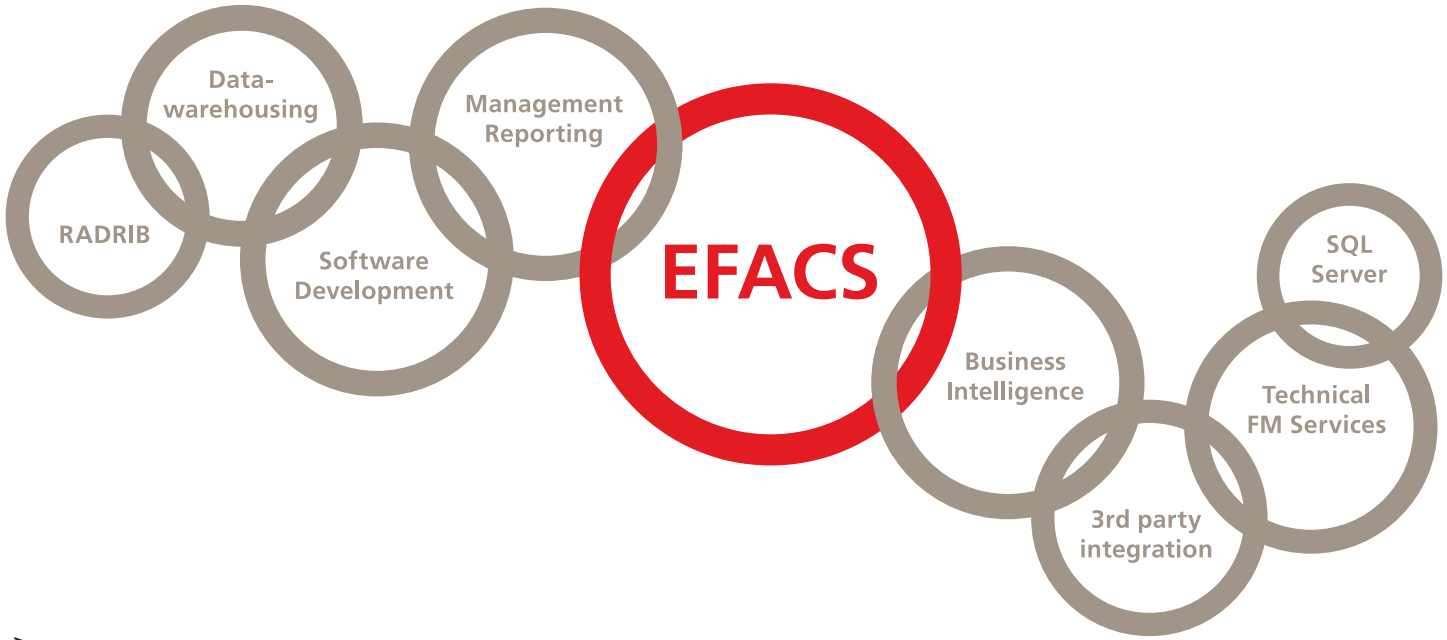 Data-
warehousing
Management
Reporting
RADRIB
Software
Development
EFACS
SQL
Server
Business
Intelligence
Technical
FM Services
3rd party
integration